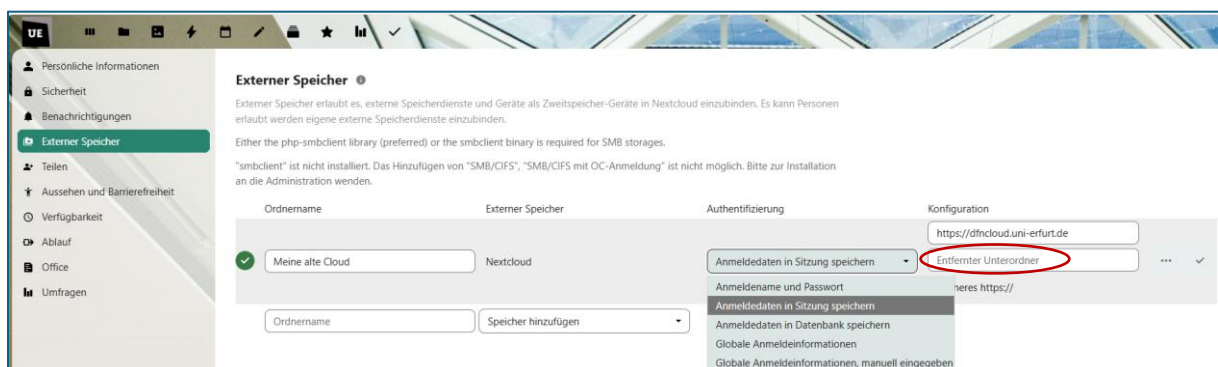 UE
Persönliche Informationen
Sicherheit
Benachrichtigungen
Externer Speicher
Teilen
Aussehen und Barrierefreiheit
Verfügbarkeit
Ablauf
Office
Umfragen
Externer Speicher
Externer Speicher erlaubt es, externe Speicherdienste und Geräte als Zweitspeicher-Geräte in Nextcloud einzubinden. Es kann Personen
erlaubt werden eigene externe Speicherdienste einzubinden.
Either the php-smbclient library (preferred) or the smbclient binary is required for SMB storages.
"smbclient" ist nicht installiert. Das Hinzufügen von "SMB/CIFS", "SMB/CIFS mit OC-Anmeldung" ist nicht möglich. Bitte zur Installation
an die Administration wenden.
Ordnername Externer Speicher Authentifizierung Konfiguration
https://dfncloud.uni-erfurt.de
Meine alte Cloud Nextcloud Anmeldedaten in Sitzung speichern Entfernter Unterordner
Anmeldename und Passwort heres https://
Anmeldedaten in Sitzung speichern
Ordnername Speicher hinzufügen Anmeldedaten in Datenbank speichern
Globale Anmeldeinformationen
Globale Anmeldeinformationen, manuell eingegeben